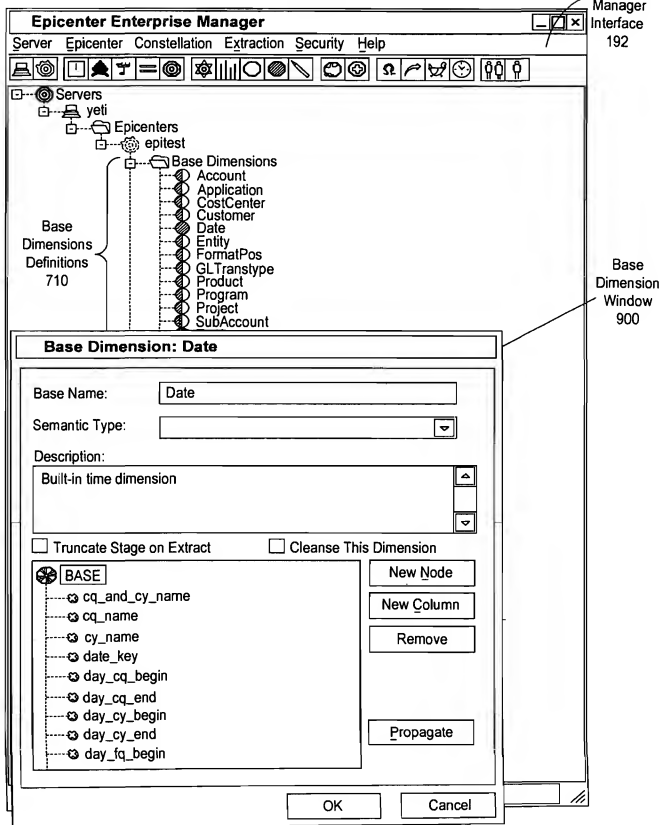 Manager
Interface
192
Epicenter Enterprise Manager
Server Epicenter Constellation Extraction Security Help
Servers
yeti
Epicenters
epitest
Base Dimensions
Account
Application
CostCenter
Customer
Date
Entity
FormatPos
GLTranstype
Product
Program
Project
SubAccount
Base
Dimensions
Definitions
710
Base
Dimension
Window
900
Base Dimension: Date
Base Name: Date
Semantic Type:
Description:
Built-in time dimension
Truncate Stage on Extract Cleanse This Dimension
BASE
cq_and_cy_name
cq_name
cy_name
date_key
day_cq_begin
day_cq_end
day_cy_begin
day_cy_end
day_fq_begin
New Node
New Column
Remove
Propagate
OK Cancel